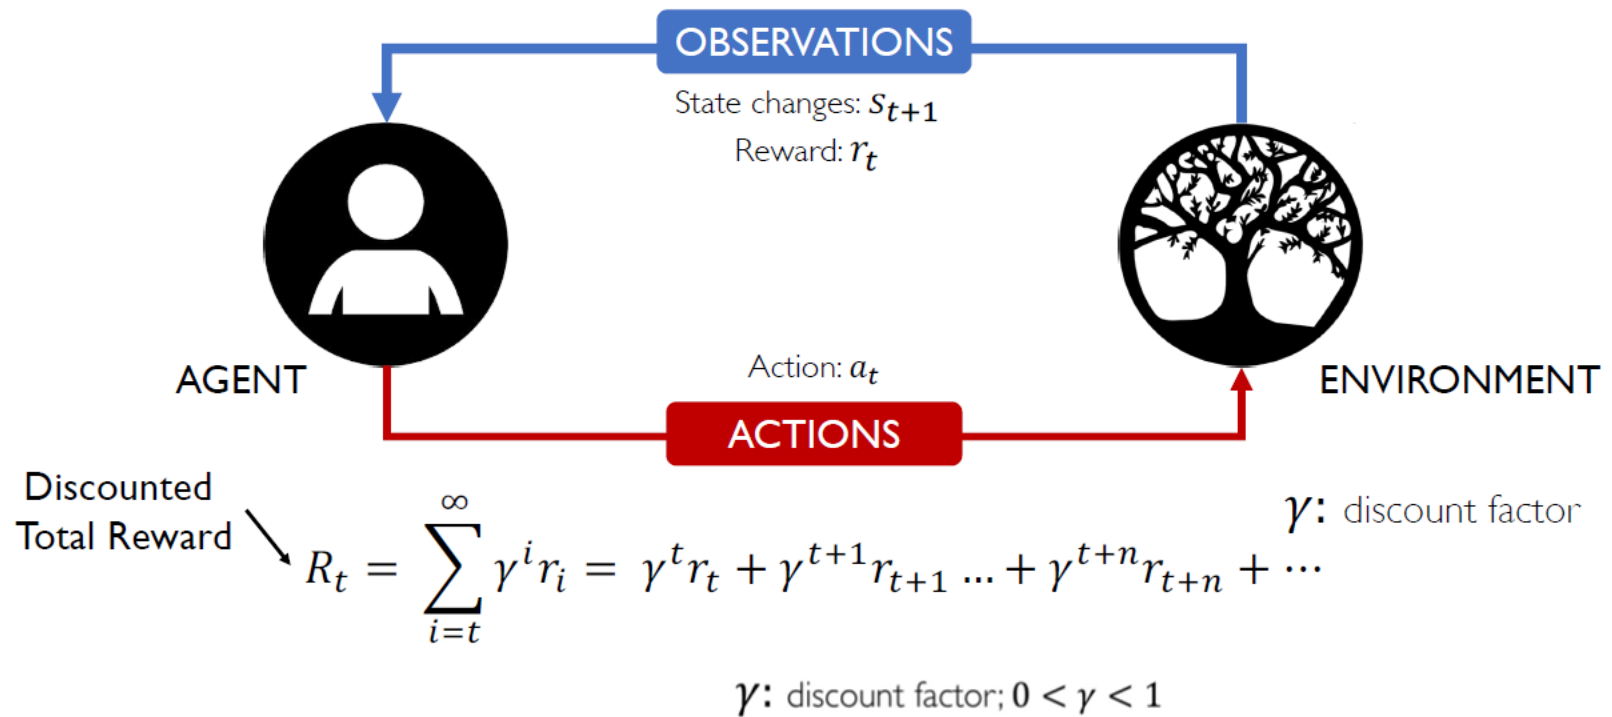 OBSERVATIONS
State changes: s_{t+1}
Reward: r_t
AGENT
ENVIRONMENT
Action: a_t
ACTIONS
Discounted
Total Reward
γ: discount factor
R_t = \sum_{i=t}^{∞} γ^i r_i = γ^t r_t + γ^{t+1} r_{t+1} ... + γ^{t+n} r_{t+n} + ⋯
γ: discount factor; 0 < γ < 1